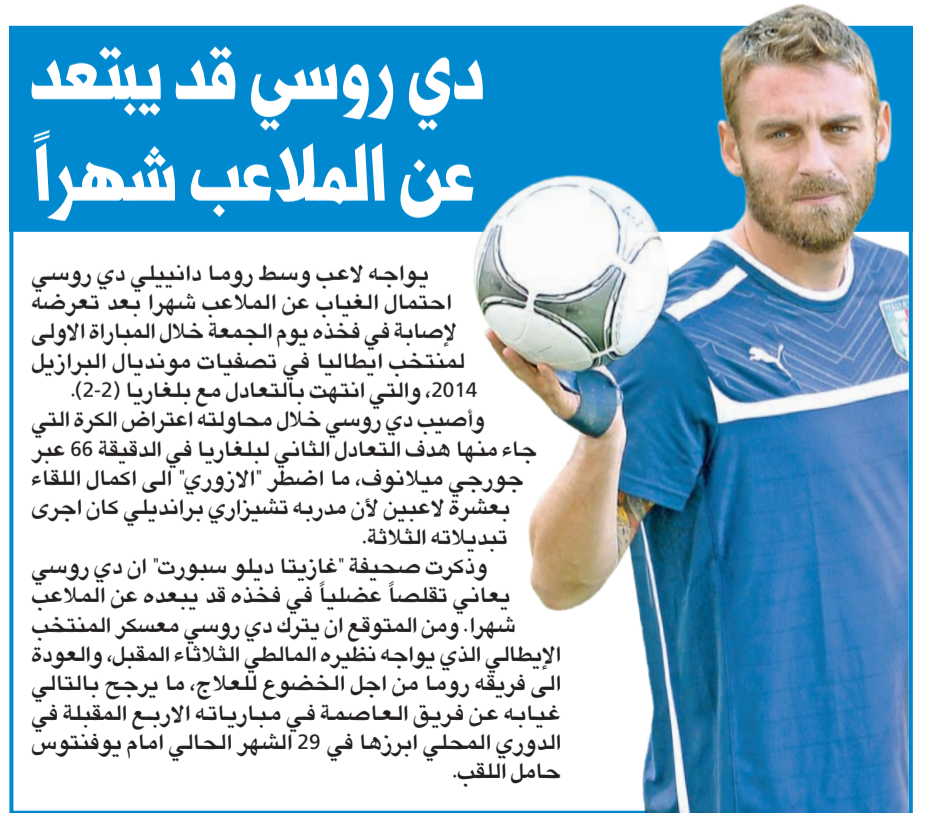 دي روسي قد يبتعد
عن الملاعب شهراً
يواجه لاعب وسط روما دانييلي دي روسي
احتمال الغياب عن الملاعب شهرا بعد تعرضه
لإصابة في فخذه يوم الجمعة خلال المباراة الاولى
لمنتخب ايطاليا في تصفيات مونديال البرازيل
2014، والتي انتهت بالتعادل مع بلغاريا (2-2).
وأصيب دي روسي خلال محاولته اعتراض الكرة التي
جاء منها هدف التعادل الثاني لبلغاريا في الدقيقة 66 عبر
جورجي ميلانوف، ما اضطر "الازوري" الى اكمال اللقاء
بعشرة لاعبين لأن مدربه تشيزاري برانديلي كان اجرى
تبديلاته الثلاثة.
وذكرت صحيفة "غازيتا ديلو سبورت" ان دي روسي
يعاني تقلصاً عضلياً في فخذه قد يبعده عن الملاعب
شهرا. ومن المتوقع ان يترك دي روسي معسكر المنتخب
الإيطالي الذي يواجه نظيره المالطي الثلاثاء المقبل، والعودة
الى فريقه روما من اجل الخضوع للعلاج، ما يرجح بالتالي
غيابه عن فريق العاصمة في مبارياته الاربع المقبلة في
الدوري المحلي ابرزها في 29 الشهر الحالي امام يوفنتوس
حامل اللقب.